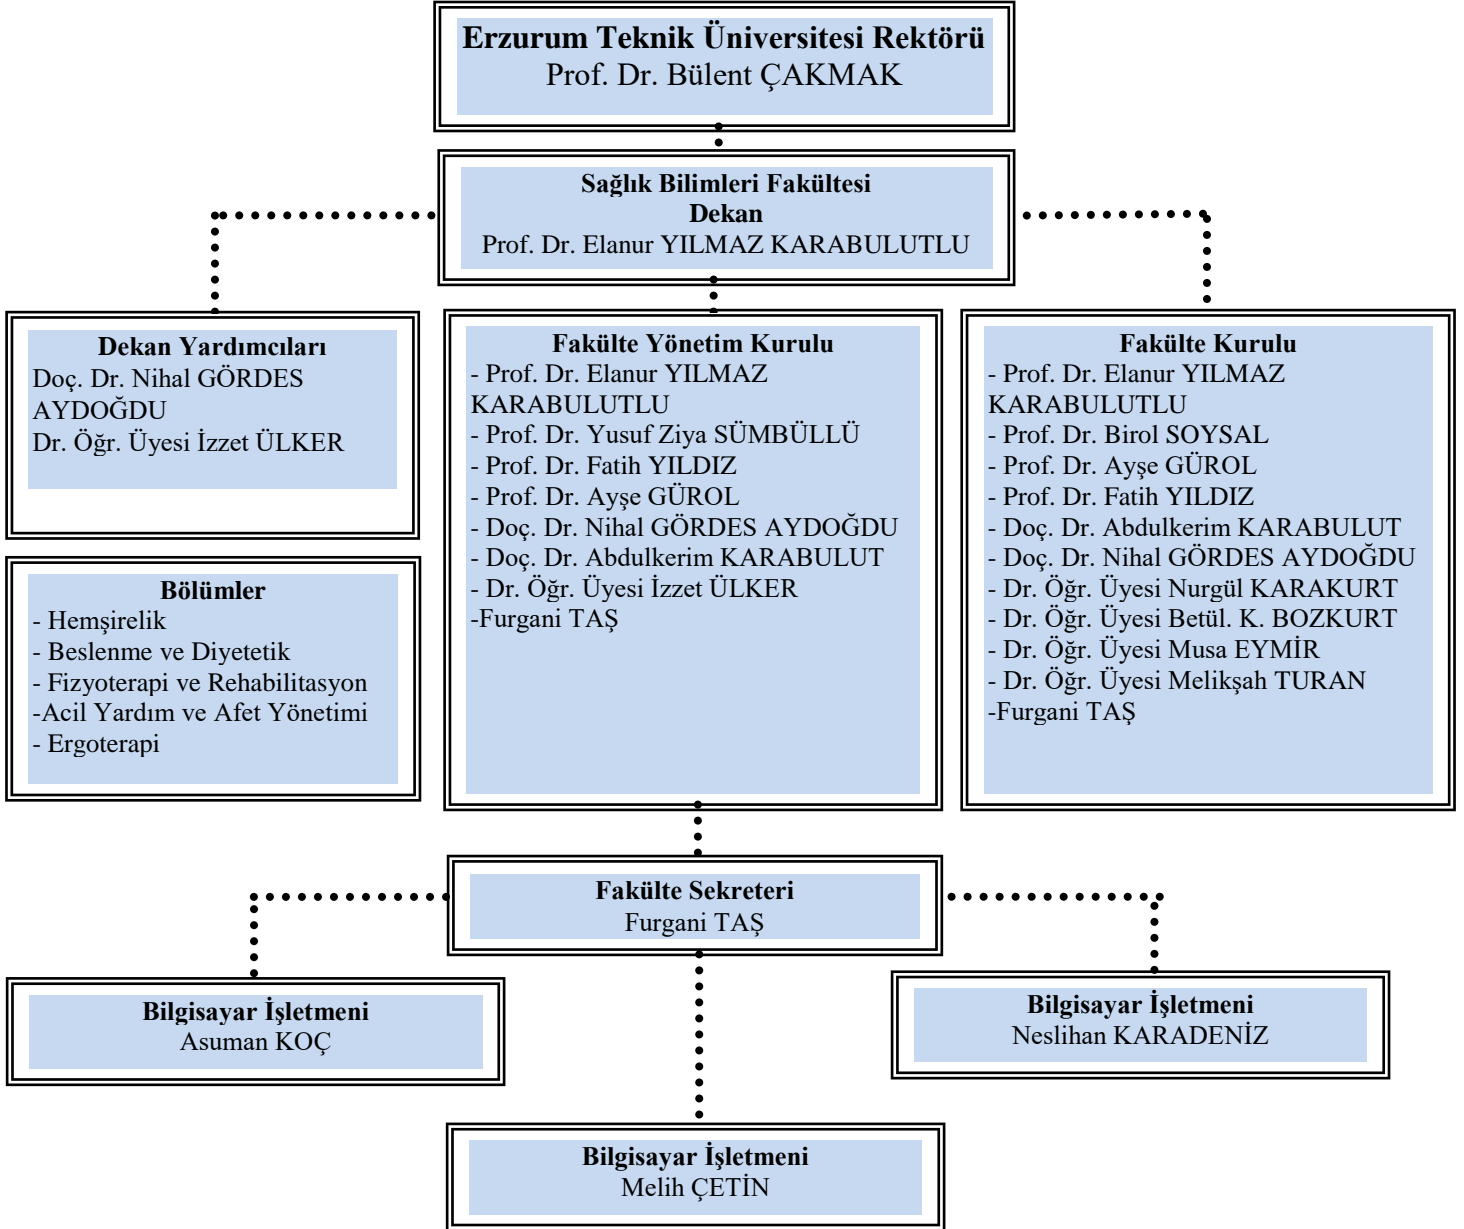 Erzurum Teknik Üniversitesi Rektörü
Prof. Dr. Bülent ÇAKMAK
Sağlık Bilimleri Fakültesi
Dekan
Prof. Dr. Elanur YILMAZ KARABULUTLU
Dekan Yardımcıları
Doç. Dr. Nihal GÖRDES
AYDOĞDU
Dr. Öğr. Üyesi İzzet ÜLKER
Bölümler
- Hemşirelik
- Beslenme ve Diyetetik
- Fizyoterapi ve Rehabilitasyon
-Acil Yardım ve Afet Yönetimi
- Ergoterapi
Fakülte Yönetim Kurulu
- Prof. Dr. Elanur YILMAZ
KARABULUTLU
- Prof. Dr. Yusuf Ziya SÜMBÜLLÜ
- Prof. Dr. Fatih YILDIZ
- Prof. Dr. Ayşe GÜROL
- Doç. Dr. Nihal GÖRDES AYDOĞDU
- Doç. Dr. Abdulkerim KARABULUT
- Dr. Öğr. Üyesi İzzet ÜLKER
-Furgani TAŞ
Fakülte Kurulu
- Prof. Dr. Elanur YILMAZ
KARABULUTLU
- Prof. Dr. Birol SOYSAL
- Prof. Dr. Ayşe GÜROL
- Prof. Dr. Fatih YILDIZ
- Doç. Dr. Abdulkerim KARABULUT
- Doç. Dr. Nihal GÖRDES AYDOĞDU
- Dr. Öğr. Üyesi Nurgül KARAKURT
- Dr. Öğr. Üyesi Betül. K. BOZKURT
- Dr. Öğr. Üyesi Musa EYMİR
- Dr. Öğr. Üyesi Melikşah TURAN
-Furgani TAŞ
Fakülte Sekreteri
Furgani TAŞ
Bilgisayar İşletmeni
Asuman KOÇ
Bilgisayar İşletmeni
Neslihan KARADENİZ
Bilgisayar İşletmeni
Melih ÇETİN